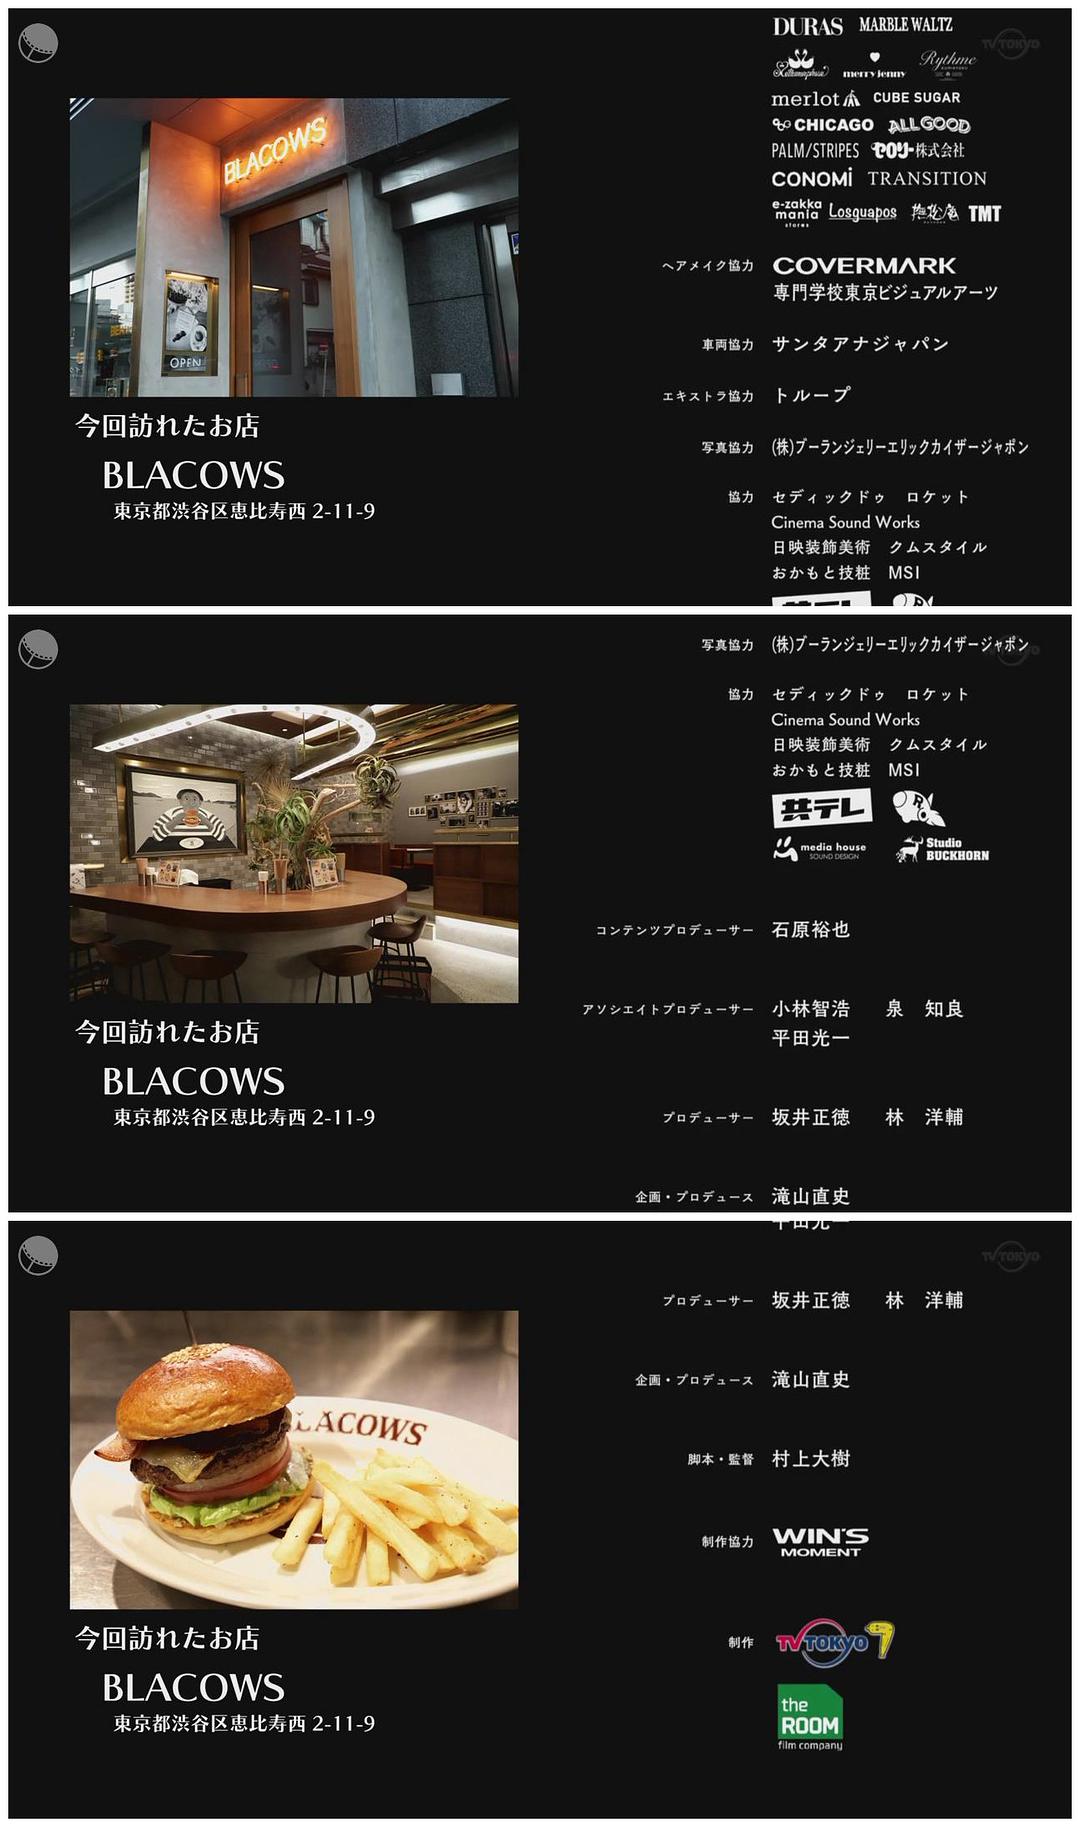 TV TOKYO
BLACOWS
OPEN
今回訪れたお店
BLACOWS
東京都渋谷区恵比寿西 2-11-9
DURAS MARBLE WALTZ
merry jenny Rythme
merlot CUBE SUGAR
CHICAGO ALL GOOD
PALM/STRIPES セロリー株式会社
CONOMi TRANSITION
e-zakka mania stores Losguapos TMT
ヘアメイク協力 COVERMARK
専門学校東京ビジュアルアーツ
車両協力 サンタアナジャパン
エキストラ協力 トループ
写真協力 (株)ブーランジェリーエリックカイザージャポン
協力 セディックドゥ ロケット
Cinema Sound Works
日映装飾美術 クムスタイル
おかもと技粧 MSI
共テレ R
TV TOKYO
今回訪れたお店
BLACOWS
東京都渋谷区恵比寿西 2-11-9
写真協力 (株)ブーランジェリーエリックカイザージャポン
協力 セディックドゥ ロケット
Cinema Sound Works
日映装飾美術 クムスタイル
おかもと技粧 MSI
共テレ R
media house SOUND DESIGN Studio BUCKHORN
コンテンツプロデューサー 石原裕也
アソシエイトプロデューサー 小林智浩 泉 知良
平田光一
プロデューサー 坂井正徳 林 洋輔
企画・プロデュース 滝山直史
TV TOKYO
BLACOWS
今回訪れたお店
BLACOWS
東京都渋谷区恵比寿西 2-11-9
平田光一
プロデューサー 坂井正徳 林 洋輔
企画・プロデュース 滝山直史
脚本・監督 村上大樹
制作協力 WIN'S
MOMENT
制作 TV TOKYO 7
the
ROOM
film company